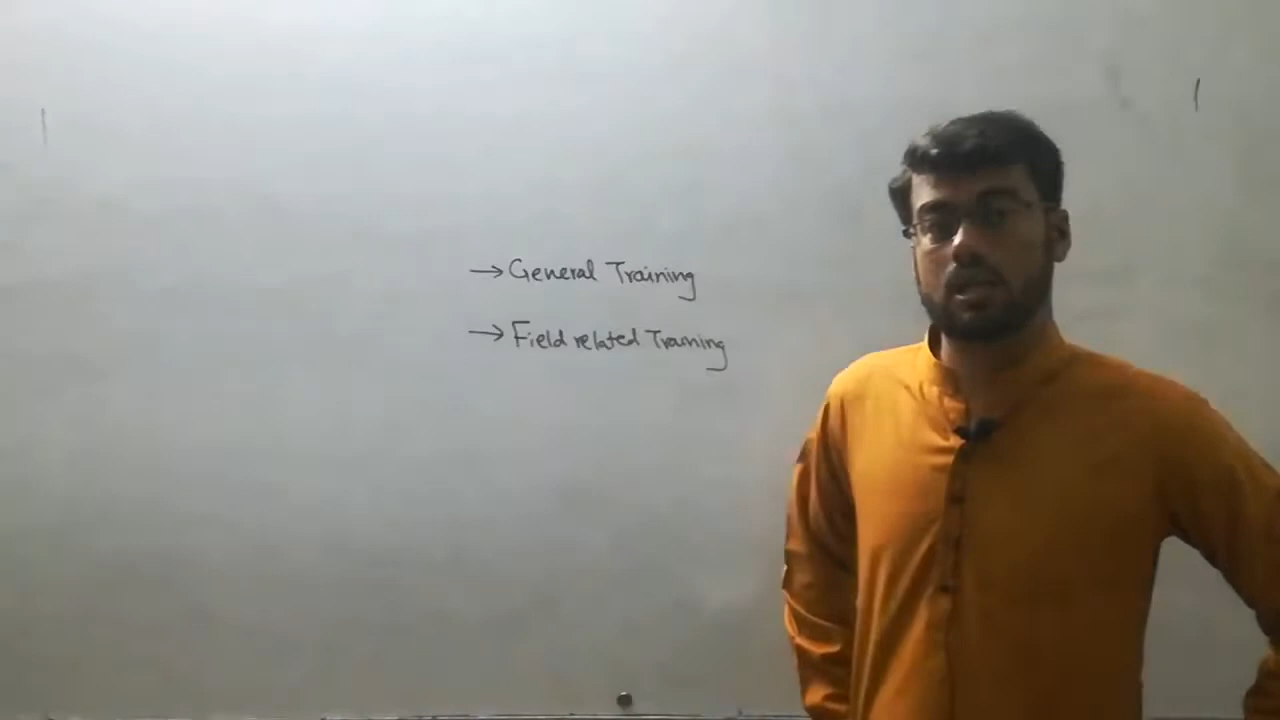 → General Training
→ Field related Training